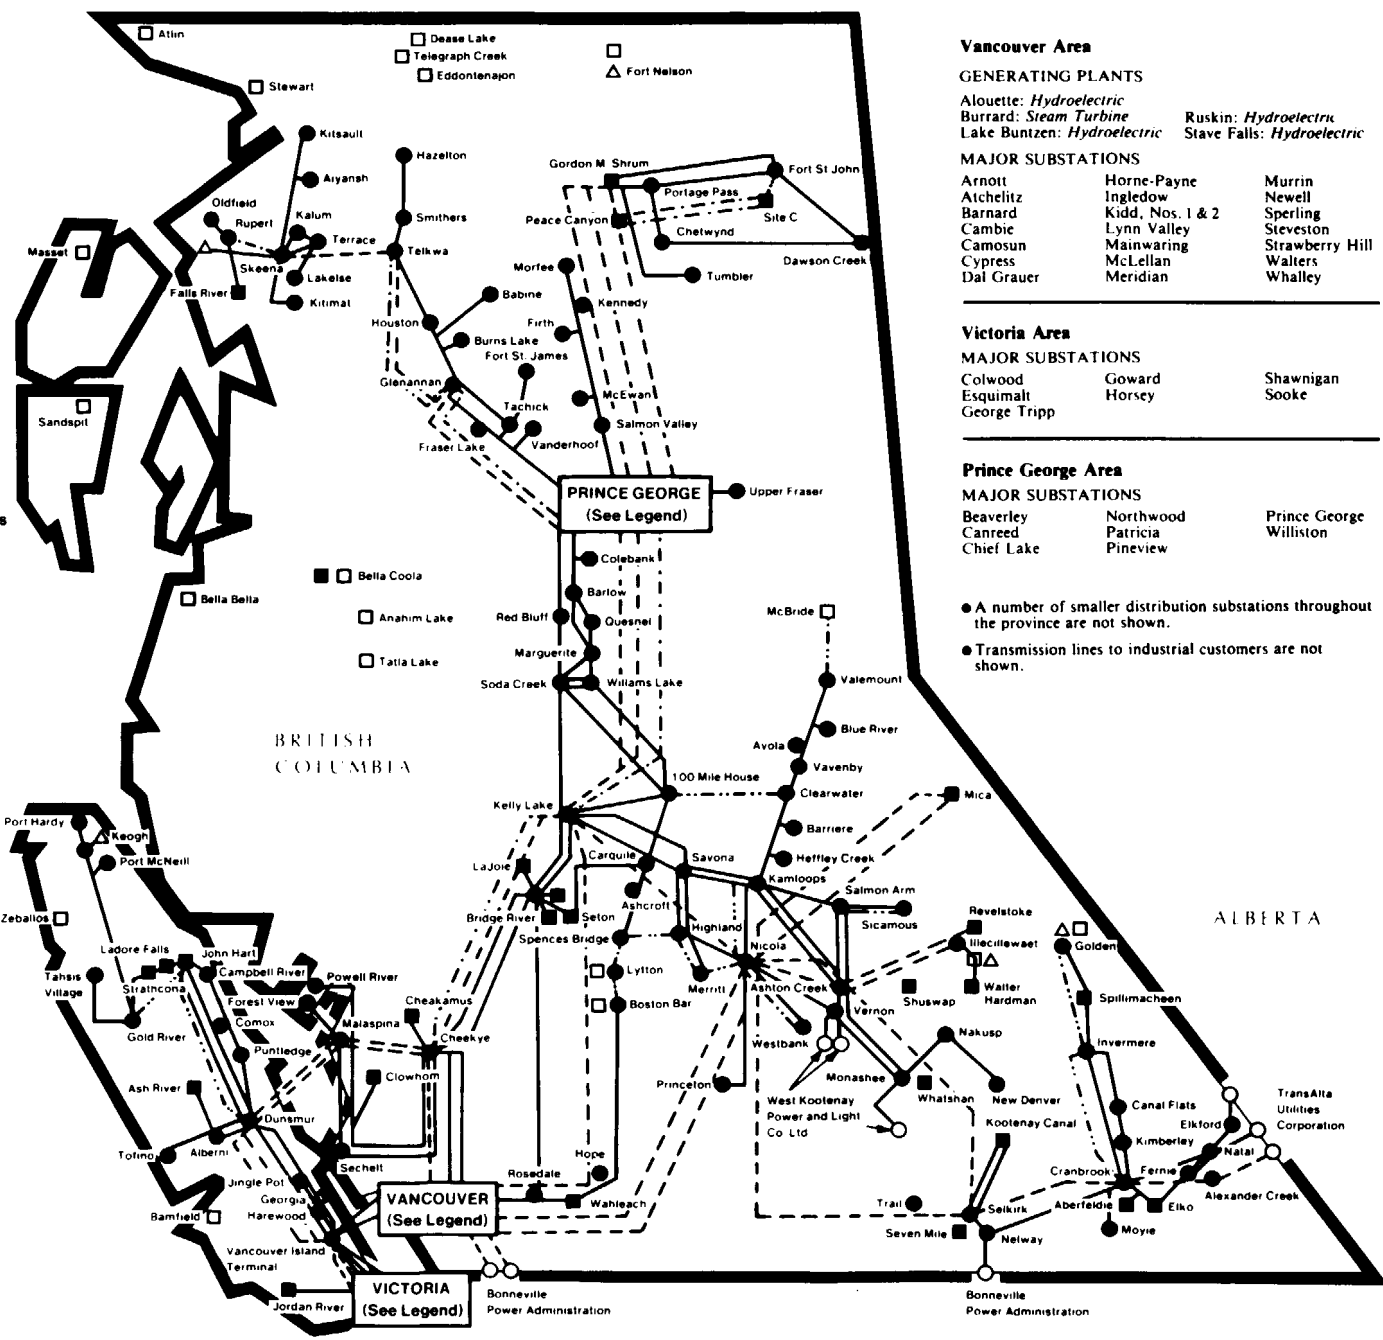 Atlin
Dease Lake
Telegraph Creek
Eddontenajon
Fort Nelson
Stewart
Kitsault
Hazelton
Aiyansh
Gordon M Shrum
Fort St John
Portage Pass
Oldfield
Kalum
Rupert
Smithers
Peace Canyon
Site C
Terrace
Chetwynd
Masset
Skeena
Telkwa
Dawson Creek
Morfee
Lakelse
Tumbler
Falls River
Kitimat
Babine
Kennedy
Houston
Firth
Burns Lake
Fort St. James
Glenannan
McEwan
Tachick
Sandspit
Salmon Valley
Fraser Lake
Vanderhoof
PRINCE GEORGE
(See Legend)
Upper Fraser
s
Colebank
Bella Coola
Barlow
Bella Bella
Anahim Lake
Red Bluff
Quesnel
McBride
Marguerite
Tatla Lake
Soda Creek
Willams Lake
Valemount
BRITISH
COLUMBIA
Blue River
Avola
Vavenby
100 Mile House
Clearwater
Mica
Kelly Lake
Port Hardy
Keogh
Barriere
Port McNeill
LaJoie
Carquile
Savona
Heffley Creek
Kamloops
Salmon Arm
Ashcroft
Zeballos
Bridge River
Seton
Sicamous
Revelstoke
ALBERTA
Spences Bridge
Highland
Nicola
Illecillewaet
Golden
Ladore Falls
John Hart
Tahsis
Village
Strathcona
Campbell River
Powell River
Lytton
Merritt
Ashton Creek
Shuswap
Walter
Hardman
Spillimacheen
Forest View
Cheakamus
Boston Bar
Vernon
Gold River
Comox
Malaspina
Cheekye
Westbank
Nakusp
Invermere
Puntledge
Ash River
Clowhom
Princeton
Monashee
Whatshan
New Denver
West Kootenay
Power and Light
Co Ltd
Dunsmur
Kootenay Canal
Canal Flats
TransAlta
Utilities
Corporation
Elkford
Kimberley
Tofino
Alberni
Sechelt
Hope
Natal
Jingle Pot
Rosedale
Cranbrook
Fernie
Georgia
VANCOUVER
(See Legend)
Wahleach
Trail
Selkirk
Aberfeldie
Elko
Alexander Creek
Bamfield
Harewood
Seven Mile
Nelway
Moyie
Vancouver Island
Terminal
VICTORIA
(See Legend)
Jordan River
Bonneville
Power Administration
Bonneville
Power Administration
Vancouver Area
GENERATING PLANTS
Alouette: Hydroelectric
Burrard: Steam Turbine Ruskin: Hydroelectric
Lake Buntzen: Hydroelectric Stave Falls: Hydroelectric
MAJOR SUBSTATIONS
Arnott Horne-Payne Murrin
Atchelitz Ingledow Newell
Barnard Kidd, Nos. 1 & 2 Sperling
Cambie Lynn Valley Steveston
Camosun Mainwaring Strawberry Hill
Cypress McLellan Walters
Dal Grauer Meridian Whalley
Victoria Area
MAJOR SUBSTATIONS
Colwood Goward Shawnigan
Esquimalt Horsey Sooke
George Tripp
Prince George Area
MAJOR SUBSTATIONS
Beaverley Northwood Prince George
Canreed Patricia Williston
Chief Lake Pineview
● A number of smaller distribution substations throughout
the province are not shown.
● Transmission lines to industrial customers are not
shown.